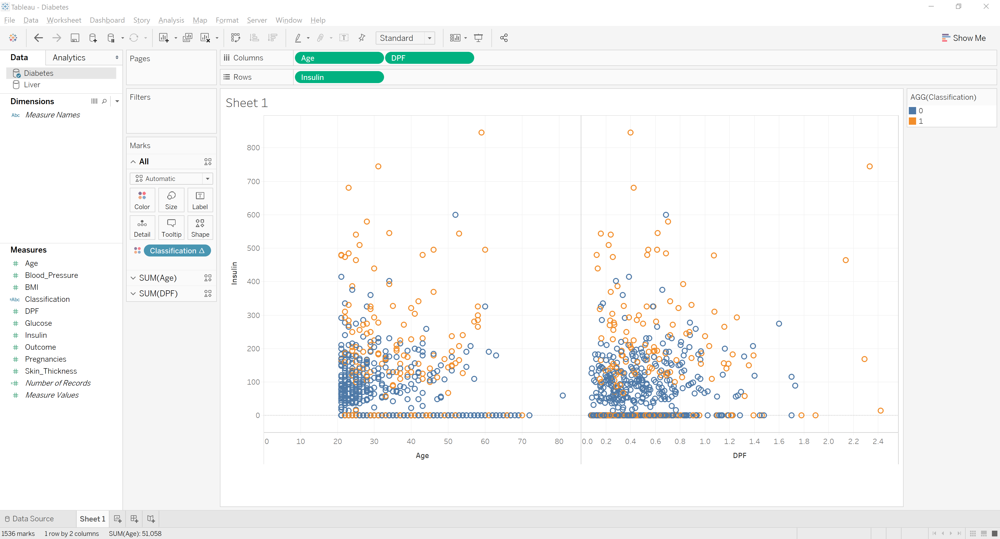 Tableau - Diabetes
File Data Worksheet Dashboard Story Analysis Map Format Server Window Help
Standard
Show Me
Data Analytics
Diabetes
Liver
Dimensions
Abc Measure Names
Measures
Age
Blood_Pressure
BMI
=Abc Classification
DPF
Glucose
Insulin
Outcome
Pregnancies
Skin_Thickness
Number of Records
Measure Values
Pages
Filters
Marks
All
Automatic
Color Size Label
Detail Tooltip Shape
Classification Δ
SUM(Age)
SUM(DPF)
Columns Age DPF
Rows Insulin
Sheet 1
800
700
600
500
400
300
200
100
0
Insulin
0 10 20 30 40 50 60 70 80
Age
0.0 0.2 0.4 0.6 0.8 1.0 1.2 1.4 1.6 1.8 2.0 2.2 2.4
DPF
AGG(Classification)
0
1
Data Source Sheet 1
1536 marks 1 row by 2 columns SUM(Age): 51,058